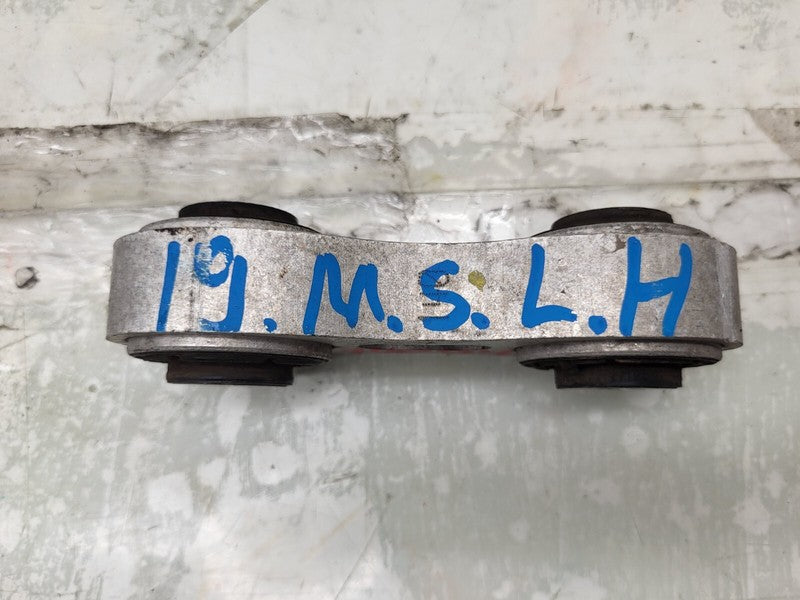 19. M. S. L. H